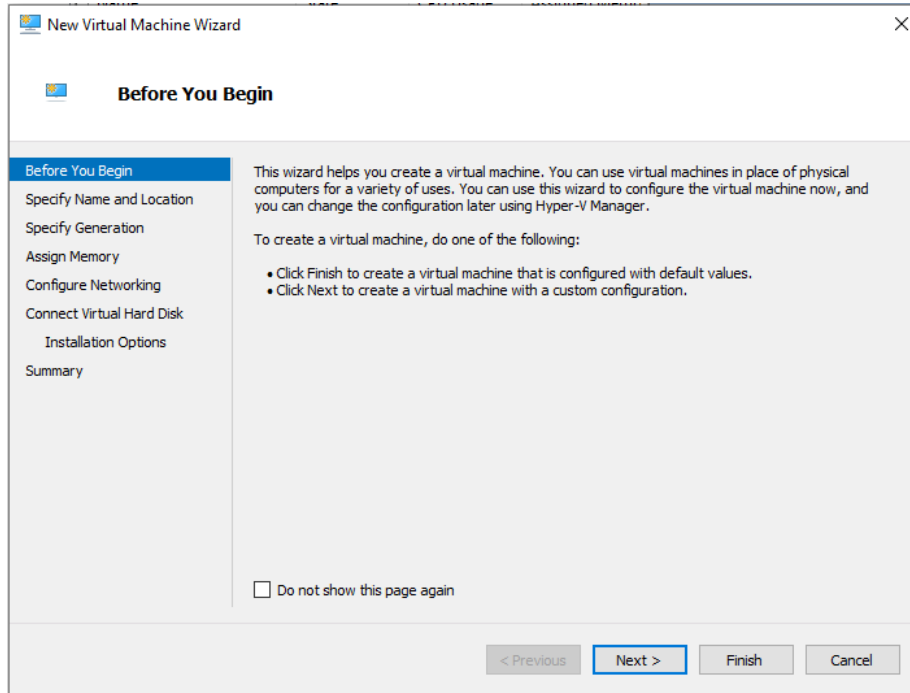 New Virtual Machine Wizard
Before You Begin
Before You Begin
Specify Name and Location
Specify Generation
Assign Memory
Configure Networking
Connect Virtual Hard Disk
Installation Options
Summary
This wizard helps you create a virtual machine. You can use virtual machines in place of physical
computers for a variety of uses. You can use this wizard to configure the virtual machine now, and
you can change the configuration later using Hyper-V Manager.
To create a virtual machine, do one of the following:
• Click Finish to create a virtual machine that is configured with default values.
• Click Next to create a virtual machine with a custom configuration.
Do not show this page again
< Previous
Next >
Finish
Cancel